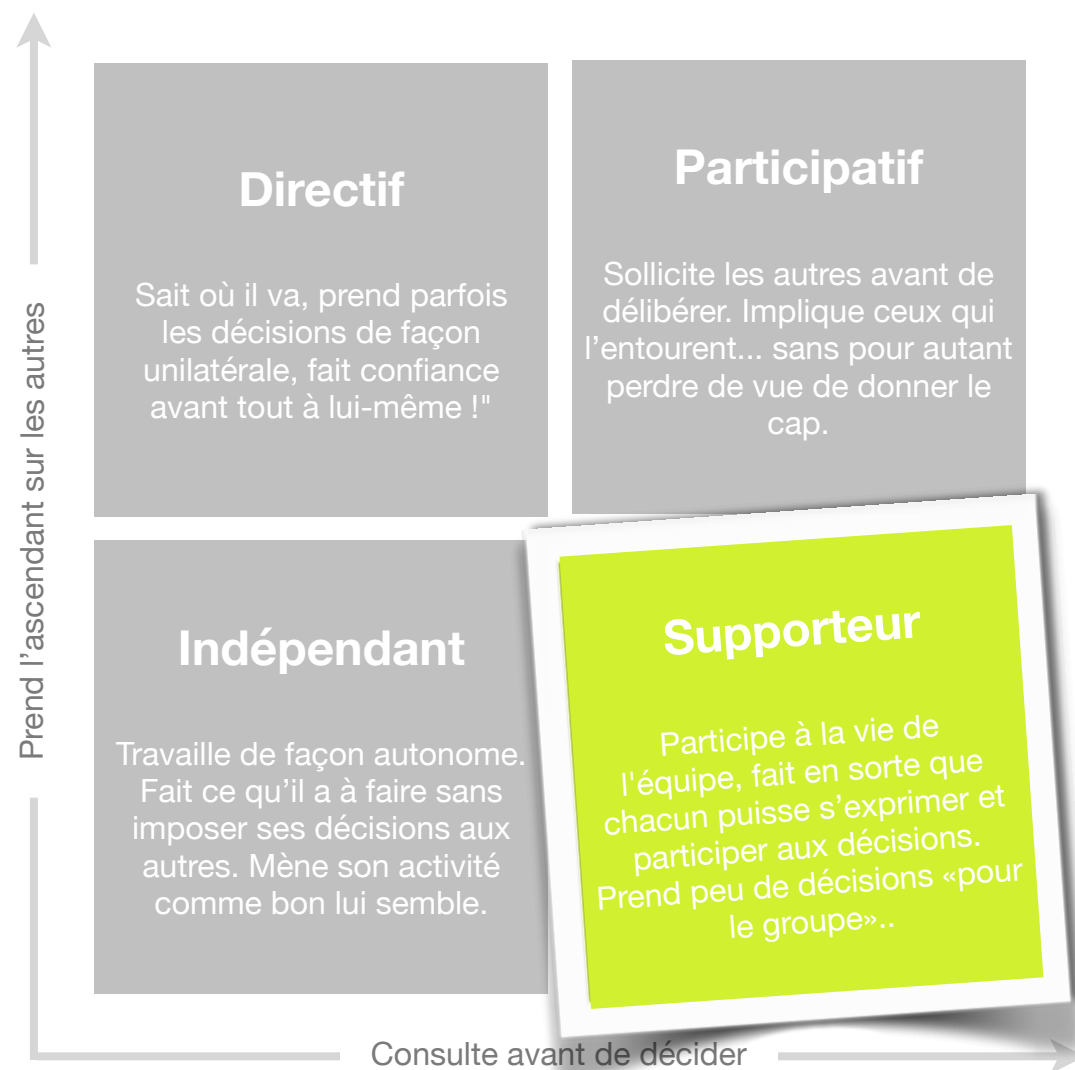 Directif
Sait où il va, prend parfois
les décisions de façon
unilatérale, fait confiance
avant tout à lui-même !"
Participatif
Sollicite les autres avant de
délibérer. Implique ceux qui
l’entourent... sans pour autant
perdre de vue de donner le
cap.
Prend l’ascendant sur les autres
Indépendant
Travaille de façon autonome.
Fait ce qu’il a à faire sans
imposer ses décisions aux
autres. Mène son activité
comme bon lui semble.
Supporteur
Participe à la vie de
l'équipe, fait en sorte que
chacun puisse s’exprimer et
participer aux décisions.
Prend peu de décisions «pour
le groupe»..
Consulte avant de décider